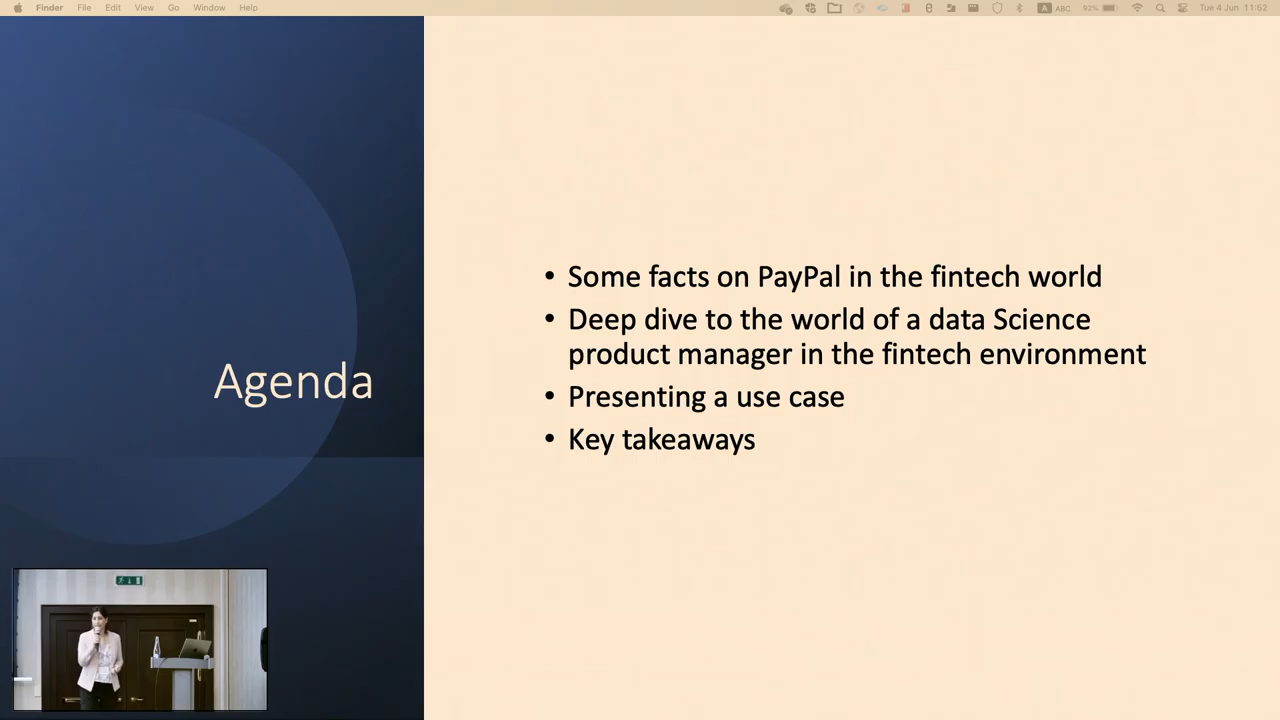 Finder File Edit View Go Window Help
A ABC 92% Tue 4 Jun 11:52
Agenda
• Some facts on PayPal in the fintech world
• Deep dive to the world of a data Science
product manager in the fintech environment
• Presenting a use case
• Key takeaways